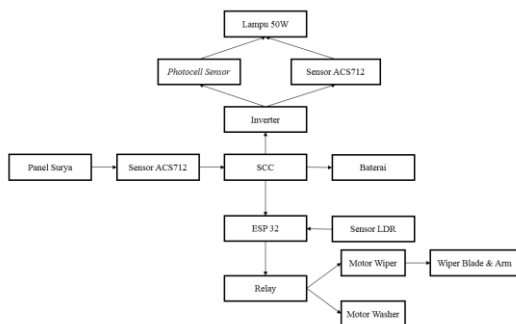 Lampu 50W
Photocell Sensor
Sensor ACS712
Inverter
Panel Surya
Sensor ACS712
SCC
Baterai
ESP 32
Sensor LDR
Relay
Motor Wiper
Wiper Blade & Arm
Motor Washer